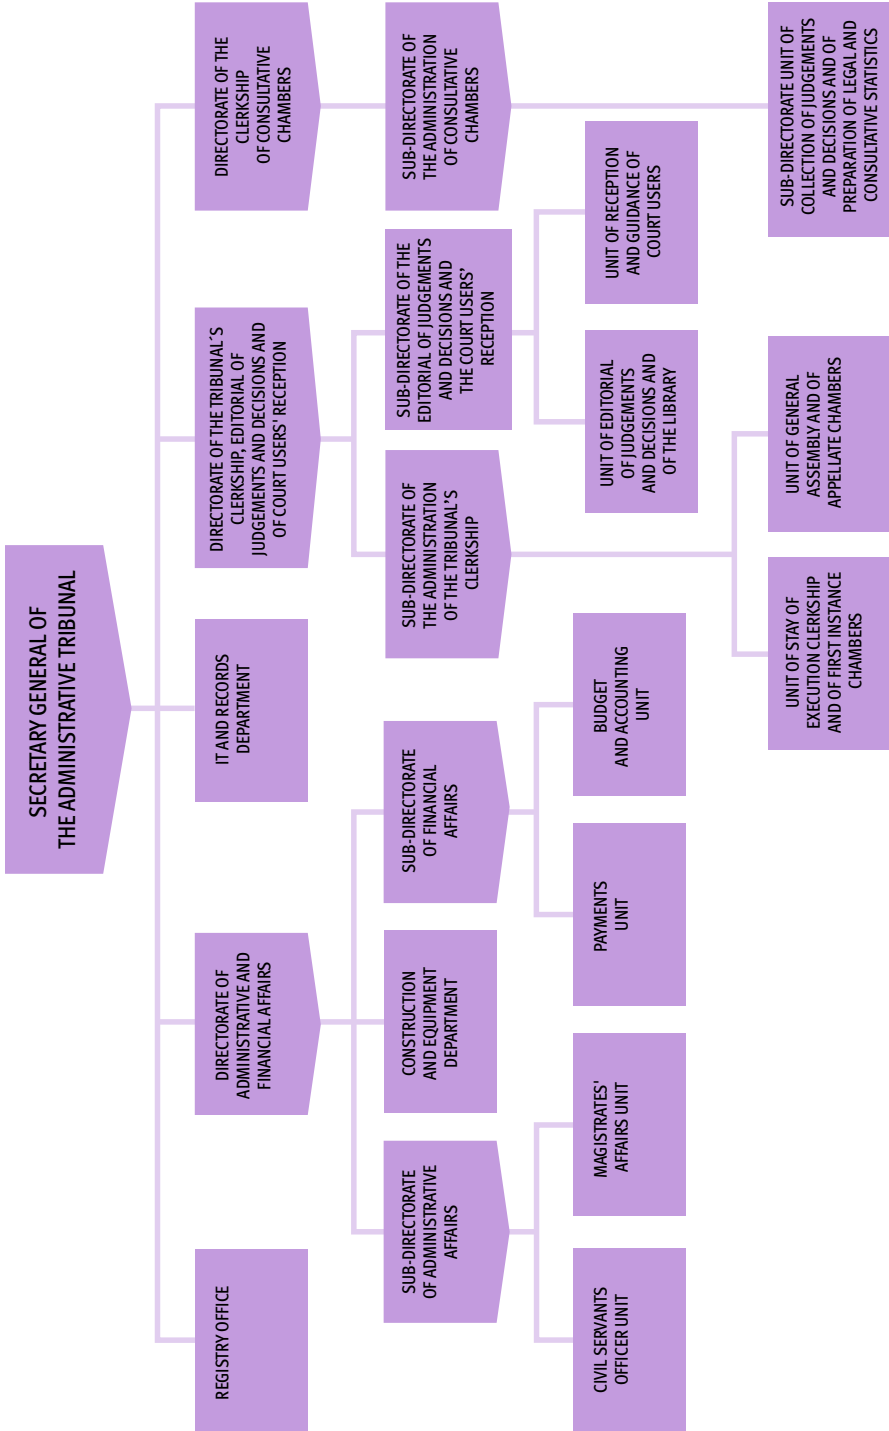 SECRETARY GENERAL OF
THE ADMINISTRATIVE TRIBUNAL
REGISTRY OFFICE
DIRECTORATE OF
ADMINISTRATIVE AND
FINANCIAL AFFAIRS
IT AND RECORDS
DEPARTMENT
DIRECTORATE OF THE TRIBUNAL´S
CLERKSHIP, EDITORIAL OF
JUDGEMENTS AND DECISIONS AND
OF COURT USERS' RECEPTION
DIRECTORATE OF THE
CLERKSHIP
OF CONSULTATIVE
CHAMBERS
SUB-DIRECTORATE
OF ADMINISTRATIVE
AFFAIRS
CONSTRUCTION
AND EQUIPMENT
DEPARTMENT
SUB-DIRECTORATE
OF FINANCIAL
AFFAIRS
SUB-DIRECTORATE OF
THE ADMINISTRATION
OF THE TRIBUNAL’S
CLERKSHIP
SUB-DIRECTORATE OF THE
EDITORIAL OF JUDGEMENTS
AND DECISIONS AND
THE COURT USERS’
RECEPTION
SUB-DIRECTORATE OF
THE ADMINISTRATION
OF CONSULTATIVE
CHAMBERS
CIVIL SERVANTS
OFFICER UNIT
MAGISTRATES'
AFFAIRS UNIT
PAYMENTS
UNIT
BUDGET
AND ACCOUNTING
UNIT
UNIT OF EDITORIAL
OF JUDGEMENTS
AND DECISIONS AND
OF THE LIBRARY
UNIT OF RECEPTION
AND GUIDANCE OF
COURT USERS
UNIT OF STAY OF
EXECUTION CLERKSHIP
AND OF FIRST INSTANCE
CHAMBERS
UNIT OF GENERAL
ASSEMBLY AND OF
APPELLATE CHAMBERS
SUB-DIRECTORATE UNIT OF
COLLECTION OF JUDGEMENTS
AND DECISIONS AND OF
PREPARATION OF LEGAL AND
CONSULTATIVE STATISTICS